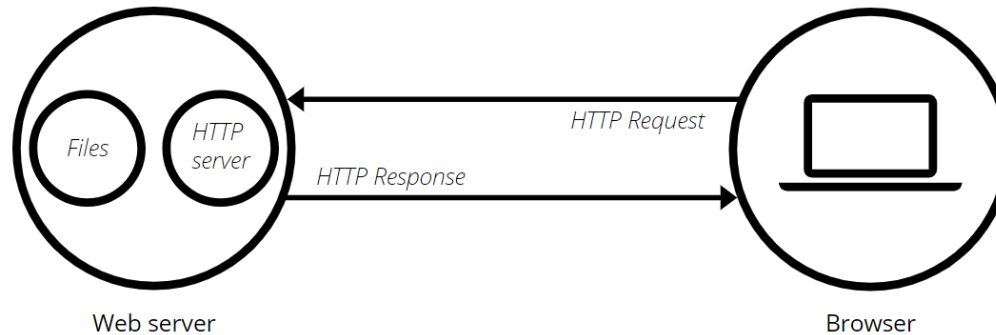 Files
HTTP
server
HTTP Request
HTTP Response
Web server
Browser